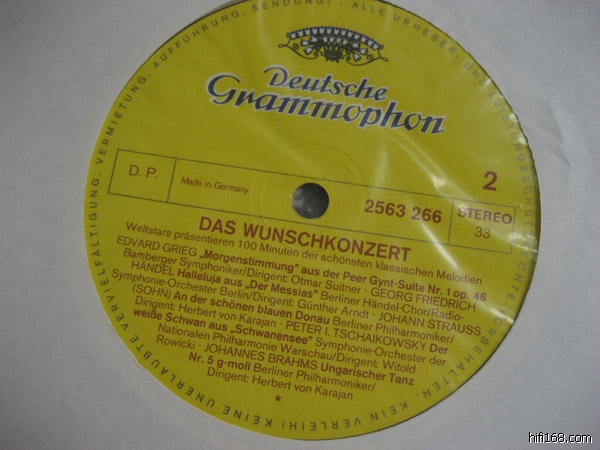 Deutsche
Grammophon
2
D. P.
Made in Germany
2563 266
STEREO
33
DAS WUNSCHKONZERT
Weltstars präsentieren 100 Minuten der schönsten klassischen Melodien
EDVARD GRIEG „Morgenstimmung" aus der Peer Gynt-Suite Nr. 1 op. 46
Bamberger Symphoniker/Dirigent: Otmar Suitner · GEORG FRIEDRICH
HÄNDEL Halleluja aus „Der Messias" Berliner Händel-Chor/Radio-
Symphonie-Orchester Berlin/Dirigent: Günther Arndt · JOHANN STRAUSS
(SOHN) An der schönen blauen Donau Berliner Philharmoniker/
Dirigent: Herbert von Karajan · PETER I. TSCHAIKOWSKY Der
weiße Schwan aus „Schwanensee" Symphonie-Orchester der
Nationalen Philharmonie Warschau/Dirigent: Witold
Rowicki · JOHANNES BRAHMS Ungarischer Tanz
Nr. 5 g-moll Berliner Philharmoniker/
Dirigent: Herbert von Karajan
*
KEIN VERLEIH! KEINE UNERLAUBTE VERVIELFÄLTIGUNG, VERMIETUNG, AUFFÜHRUNG, SENDUNG! - ALLE URHEBER- UND VORBEHALTEN.
hifi168.com